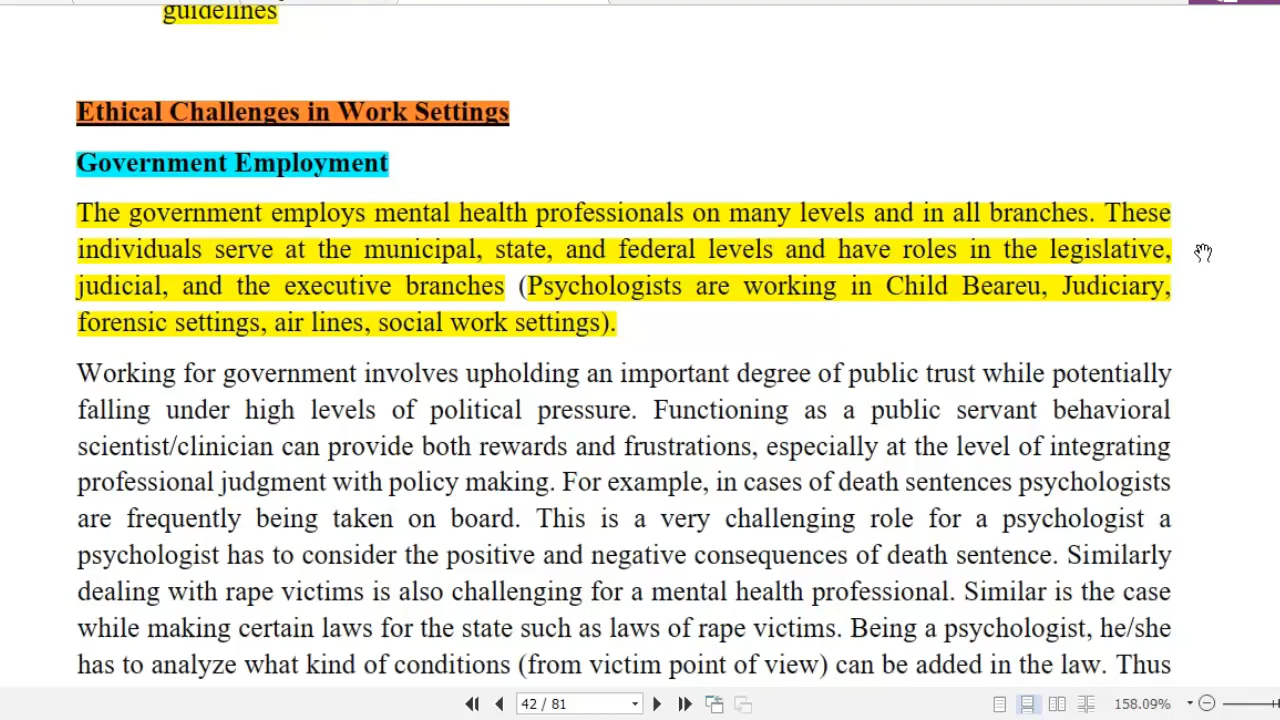 guidelines
Ethical Challenges in Work Settings
Government Employment
The government employs mental health professionals on many levels and in all branches. These
individuals serve at the municipal, state, and federal levels and have roles in the legislative,
judicial, and the executive branches (Psychologists are working in Child Beareu, Judiciary,
forensic settings, air lines, social work settings).
Working for government involves upholding an important degree of public trust while potentially
falling under high levels of political pressure. Functioning as a public servant behavioral
scientist/clinician can provide both rewards and frustrations, especially at the level of integrating
professional judgment with policy making. For example, in cases of death sentences psychologists
are frequently being taken on board. This is a very challenging role for a psychologist a
psychologist has to consider the positive and negative consequences of death sentence. Similarly
dealing with rape victims is also challenging for a mental health professional. Similar is the case
while making certain laws for the state such as laws of rape victims. Being a psychologist, he/she
has to analyze what kind of conditions (from victim point of view) can be added in the law. Thus
42 / 81
158.09%